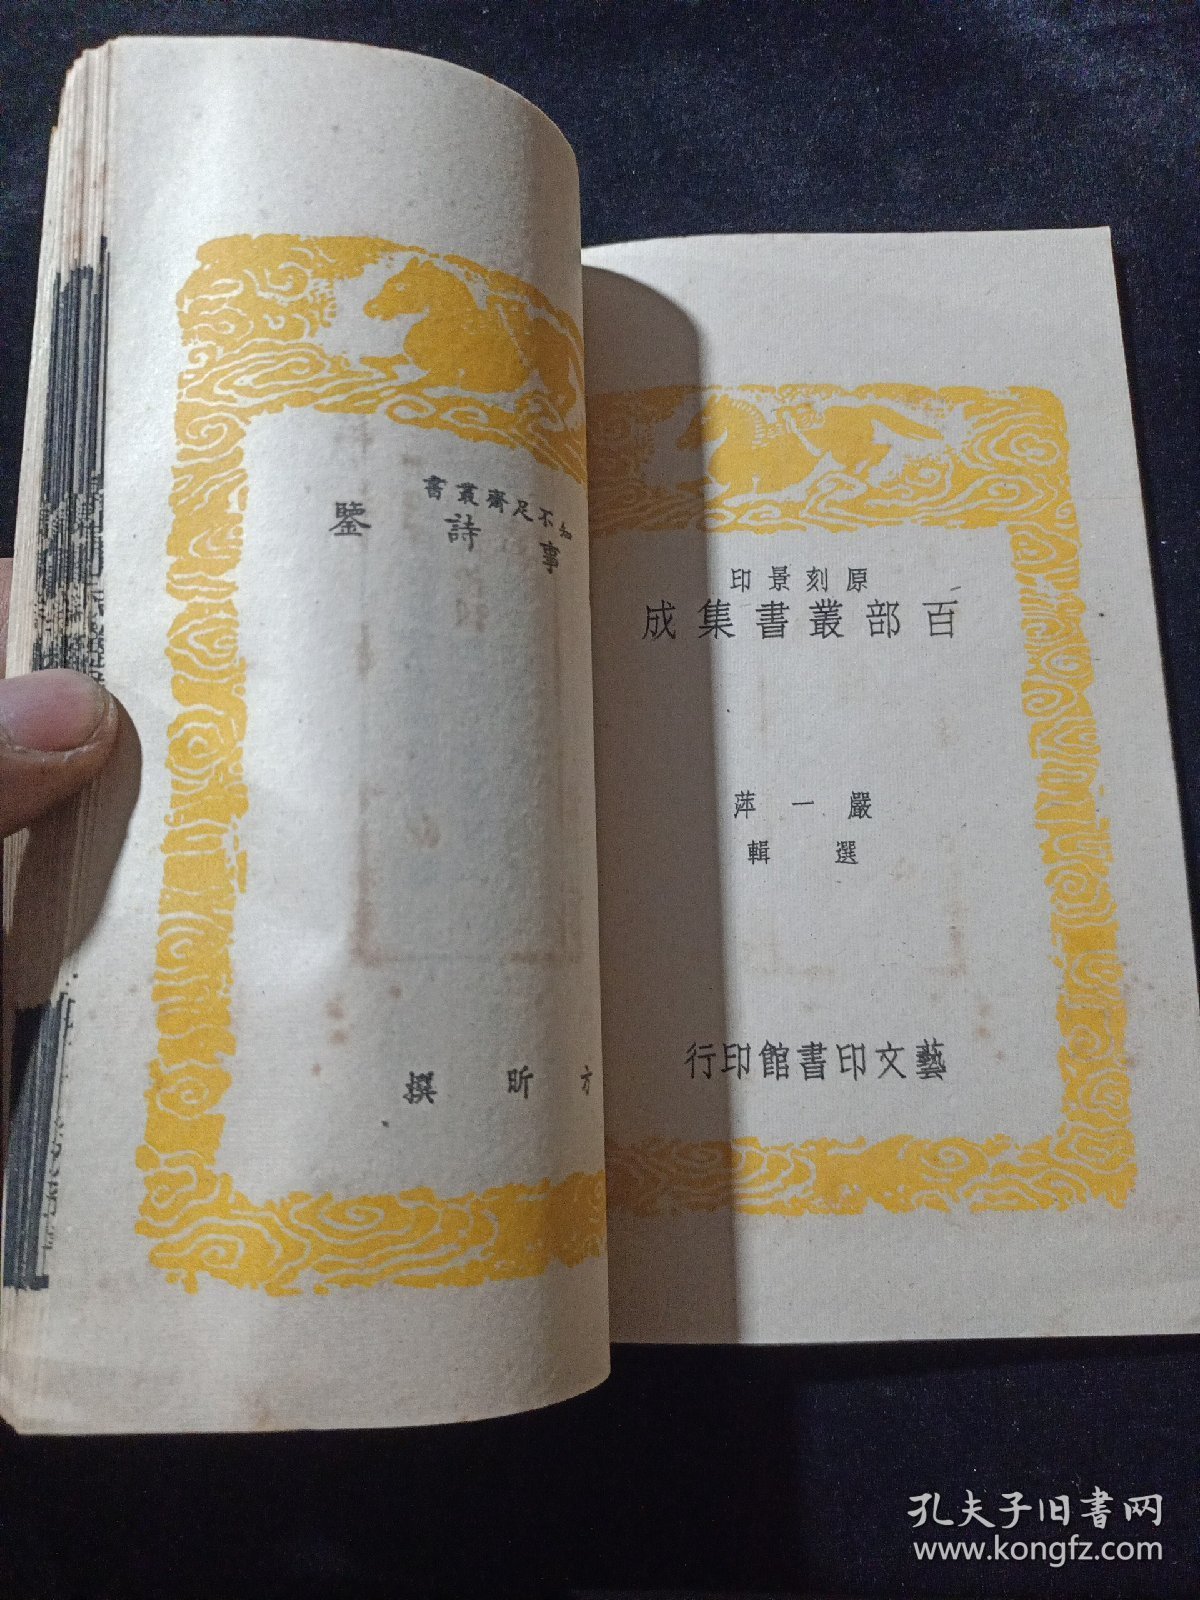 原刻景印
百部叢書集成
嚴一萍
選輯
藝文印書館印行
知不足齋叢書
事詩鑒
方昕撰
孔夫子旧書网
www.kongfz.com